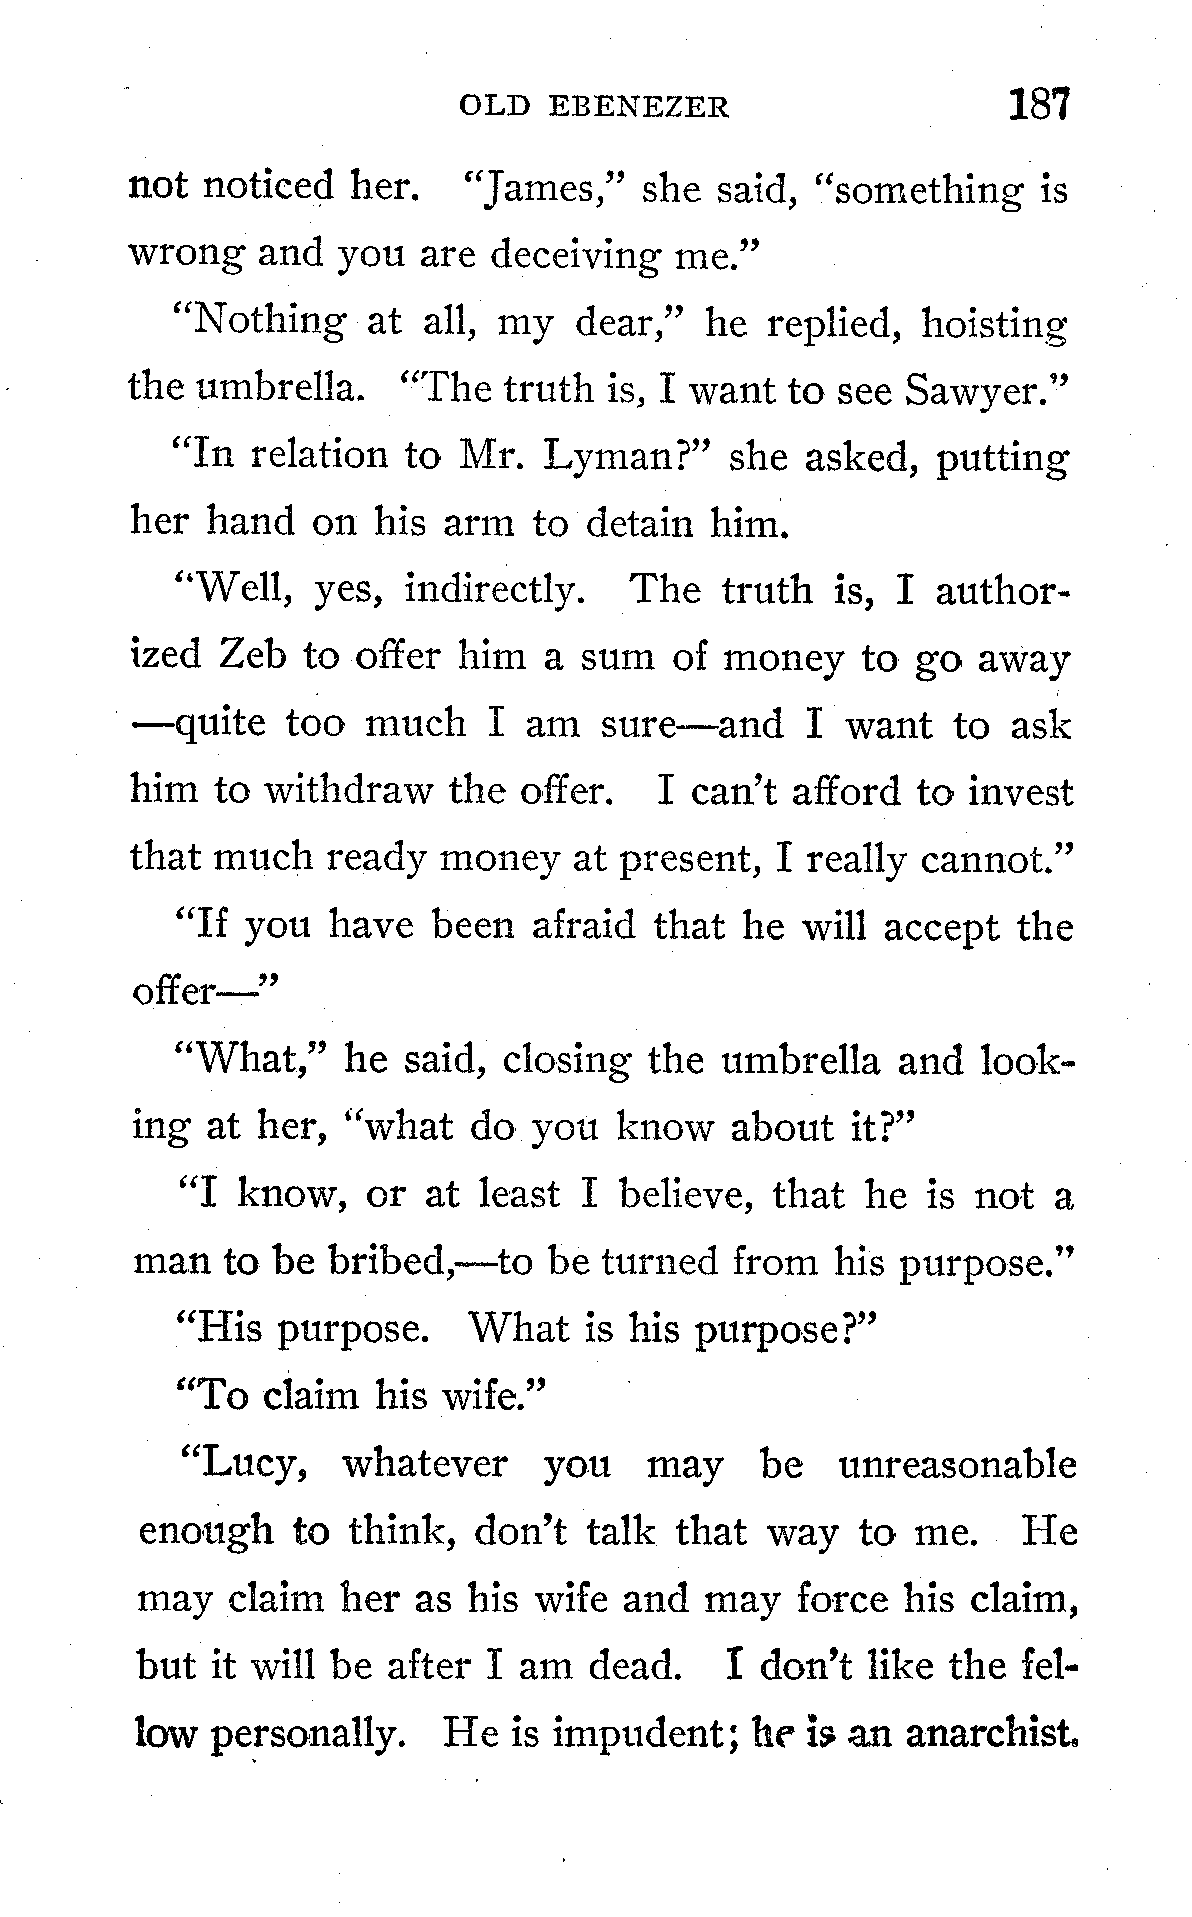 OLD EBENEZER 187
not noticed her. “James,” she said, “something is
wrong and you are deceiving me.”
“Nothing at all, my dear,” he replied, hoisting
the umbrella. “The truth is, I want to see Sawyer.”
“In relation to Mr. Lyman?” she asked, putting
her hand on his arm to detain him.
“Well, yes, indirectly. The truth is, I author-
ized Zeb to offer him a sum of money to go away
—quite too much I am sure—and I want to ask
him to withdraw the offer. I can’t afford to invest
that much ready money at present, I really cannot.”
“If you have been afraid that he will accept the
offer—”
“What,” he said, closing the umbrella and look-
ing at her, “what do you know about it?”
“I know, or at least I believe, that he is not a
man to be bribed,—to be turned from his purpose.”
“His purpose. What is his purpose?”
“To claim his wife.”
“Lucy, whatever you may be unreasonable
enough to think, don’t talk that way to me. He
may claim her as his wife and may force his claim,
but it will be after I am dead. I don’t like the fel-
low personally. He is impudent; he is an anarchist.